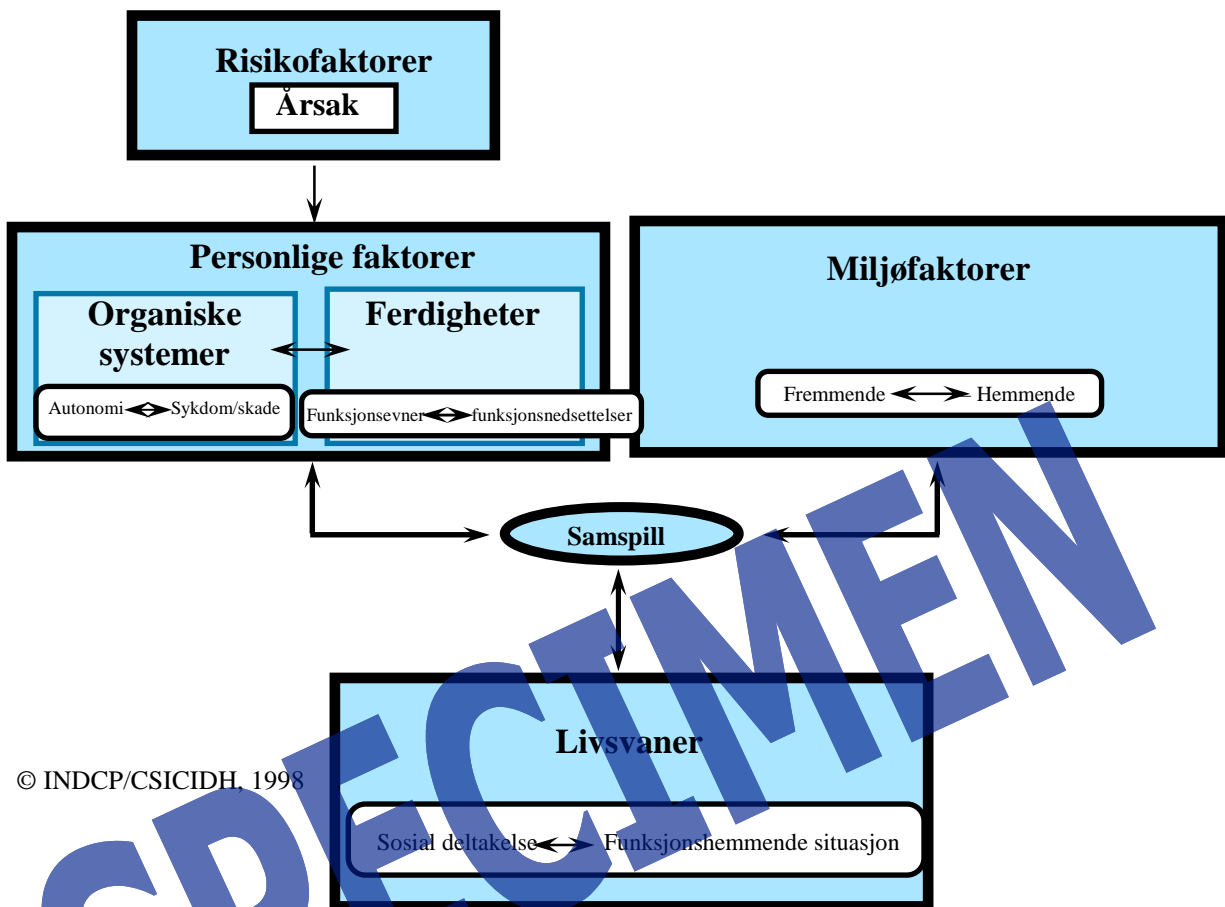 Risikofaktorer
Årsak
Personlige faktorer
Organiske
systemer
Autonomi Sykdom/skade
Ferdigheter
Funksjonsevner funksjonsnedsettelser
Miljøfaktorer
Fremmende Hemmende
Samspill
Livsvaner
Sosial deltakelse Funksjonshemmende situasjon
© INDCP/CSICIDH, 1998
SPECIMEN